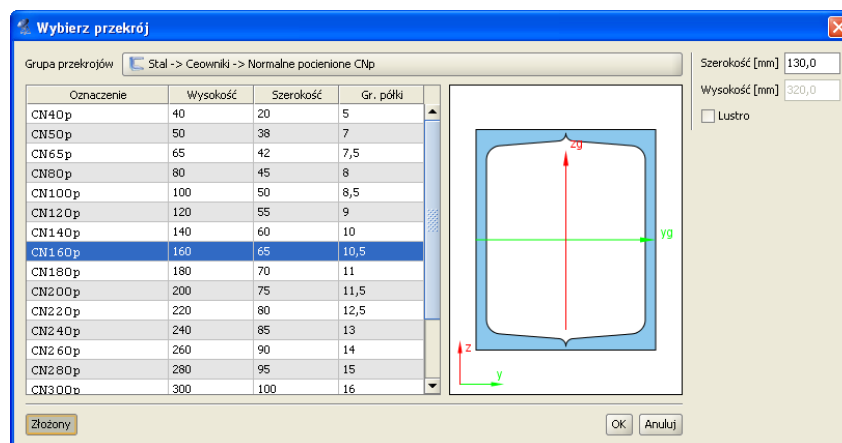 Wybierz przekrój
Grupa przekrojów Stal -> Ceowniki -> Normalne pocienione CNp
Szerokość [mm] 130,0
Wysokość [mm] 320,0
Lustro
Oznaczenie Wysokość Szerokość Gr. półki
CN40p 40 20 5
CN50p 50 38 7
CN65p 65 42 7,5
CN80p 80 45 8
CN100p 100 50 8,5
CN120p 120 55 9
CN140p 140 60 10
CN160p 160 65 10,5
CN180p 180 70 11
CN200p 200 75 11,5
CN220p 220 80 12,5
CN240p 240 85 13
CN260p 260 90 14
CN280p 280 95 15
CN300p 300 100 16
zg
yg
z
y
Złożony
OK Anuluj